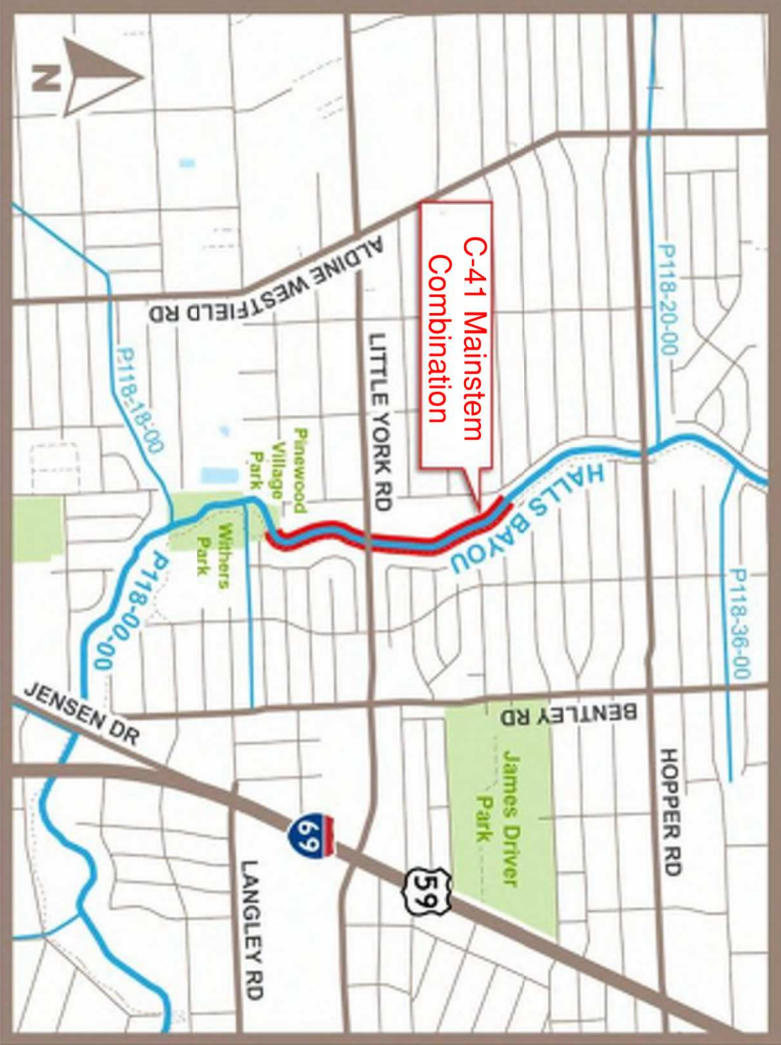 P118-36-00
P118-20-00
HOPPER RD
HALLS BAYOU
BENTLEY RD
C-41 Mainstem
Combination
James Driver
Park
59
LITTLE YORK RD
ALDINE WESTFIELD RD
69
Pinewood
Village
Park
Withers
Park
LANGLEY RD
P118-18-00
P118-00-00
JENSEN DR
N